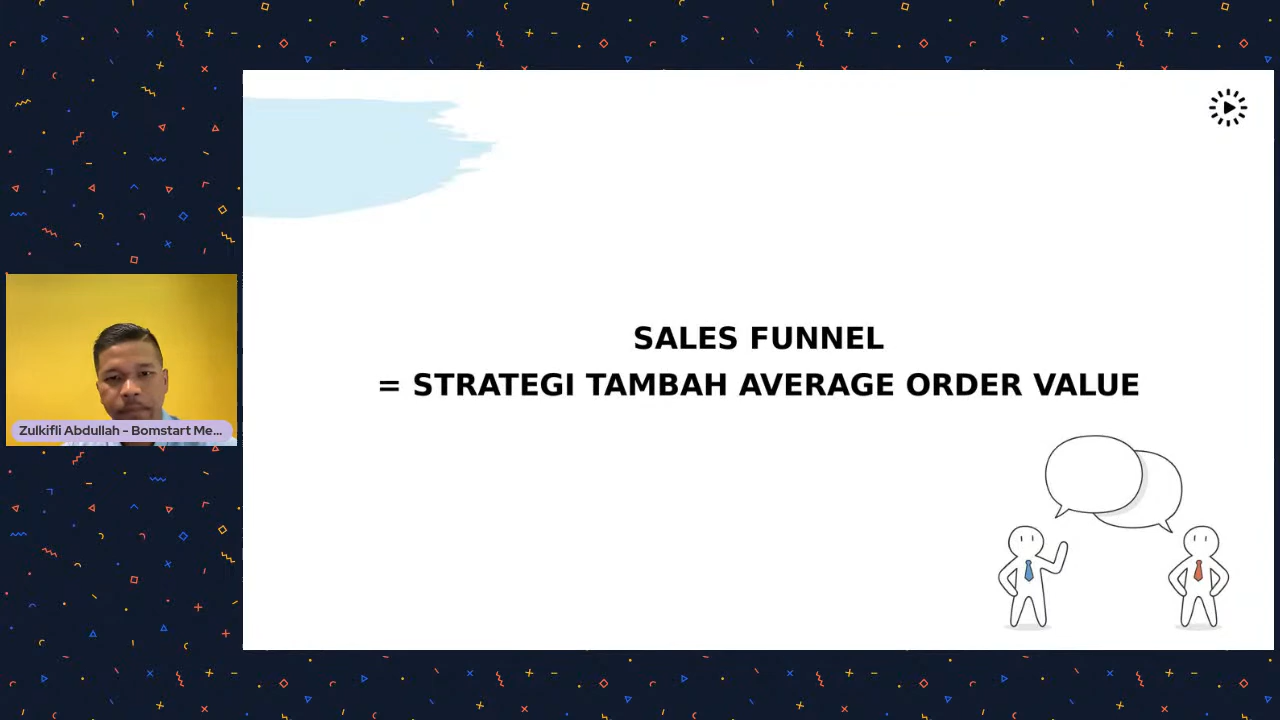 SALES FUNNEL
= STRATEGI TAMBAH AVERAGE ORDER VALUE
Zulkifli Abdullah - Bomstart Me...